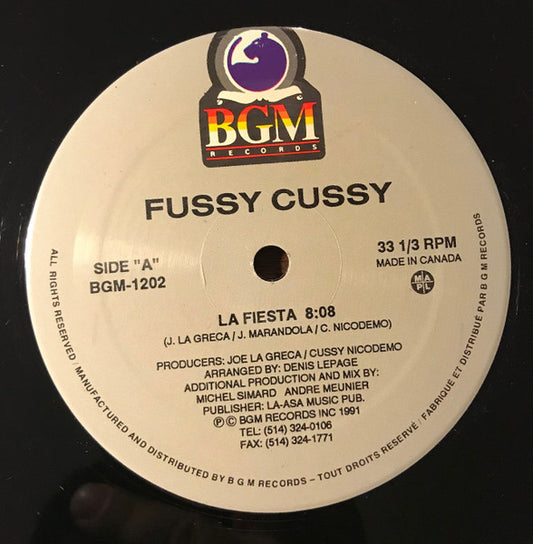 BGM
RECORDS
FUSSY CUSSY
SIDE "A"
BGM-1202
33 1/3 RPM
MADE IN CANADA
M A
P L
LA FIESTA 8:08
(J. LA GRECA / J. MARANDOLA / C. NICODEMO)
PRODUCERS: JOE LA GRECA / CUSSY NICODEMO
ARRANGED BY: DENIS LEPAGE
ADDITIONAL PRODUCTION AND MIX BY:
MICHEL SIMARD ANDRE MEUNIER
PUBLISHER: LA-ASA MUSIC PUB.
Ⓟ © BGM RECORDS INC 1991
TEL: (514) 324-0106
FAX: (514) 324-1771
ALL RIGHTS RESERVED / MANUFACTURED AND DISTRIBUTED BY B G M RECORDS – TOUT DROITS RESERVÉ / FABRIQUE ET DISTRIBUÉ PAR B G M RECORDS